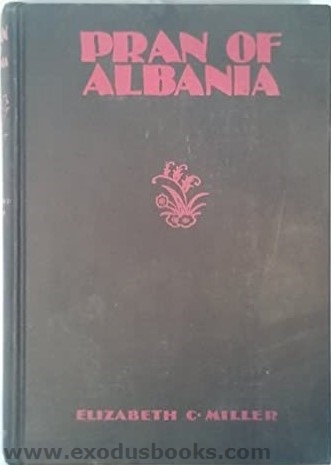 PRAN OF
ALBANIA
ELIZABETH C. MILLER
www.exodusbooks.com